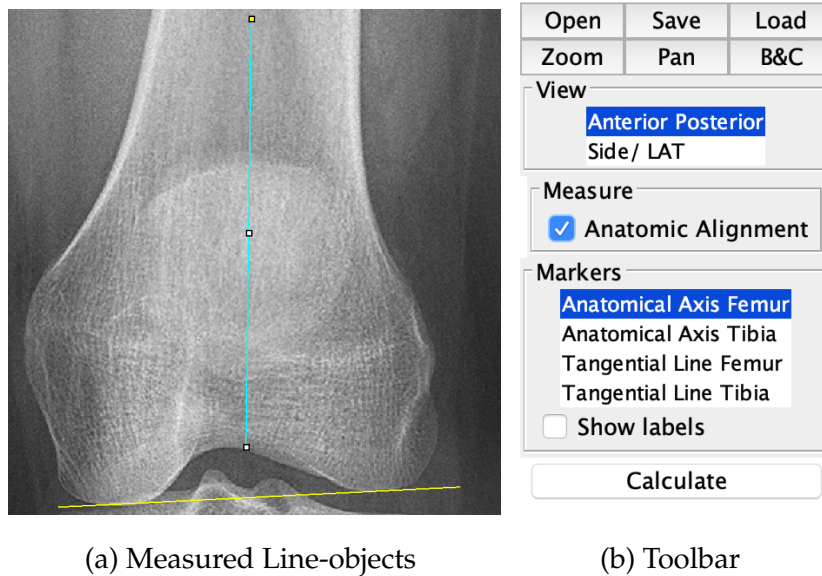 Open Save Load
Zoom Pan B&C
View
Anterior Posterior
Side/ LAT
Measure
Anatomic Alignment
Markers
Anatomical Axis Femur
Anatomical Axis Tibia
Tangential Line Femur
Tangential Line Tibia
Show labels
Calculate
(a) Measured Line-objects
(b) Toolbar